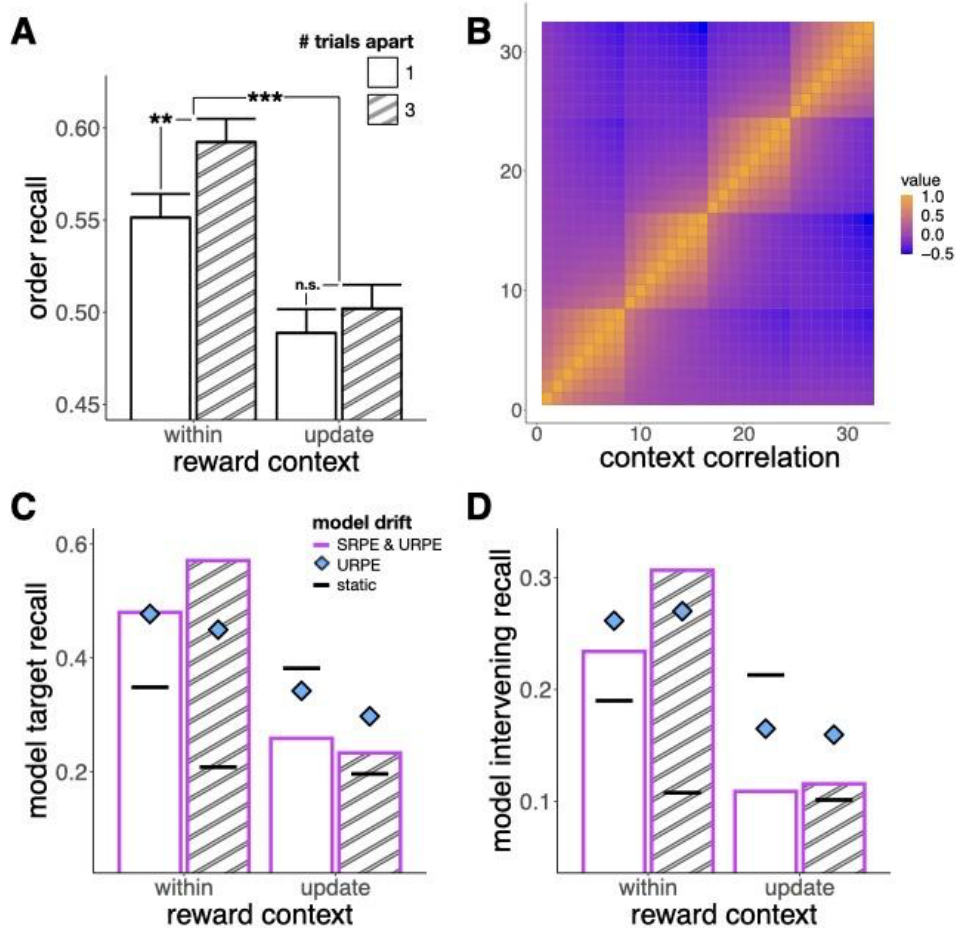 A
# trials apart
1
3
**
***
n.s.
0.60
0.55
0.50
0.45
order recall
within
update
reward context
B
30
20
10
0
0
10
20
30
context correlation
value
1.0
0.5
0.0
−0.5
C
model drift
SRPE & URPE
URPE
static
0.6
0.4
0.2
model target recall
within
update
reward context
D
0.3
0.2
0.1
model intervening recall
within
update
reward context